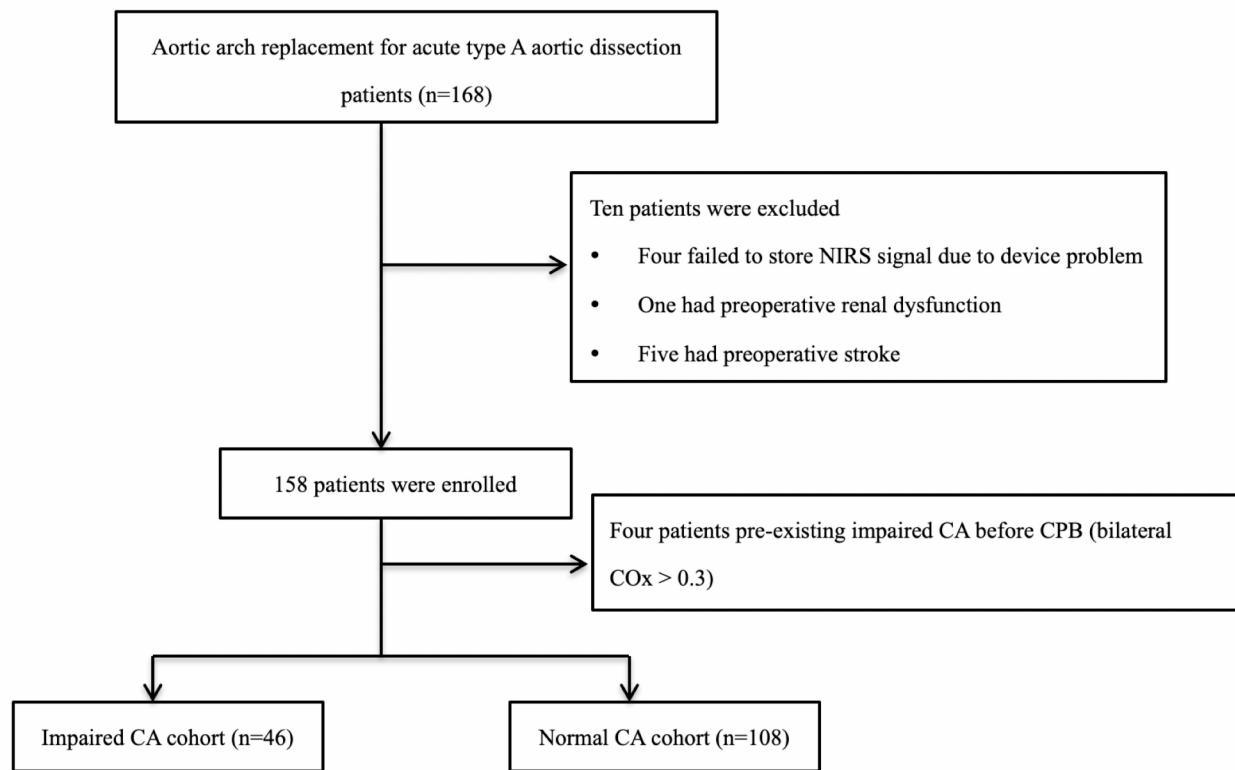 Aortic arch replacement for acute type A aortic dissection
patients (n=168)
Ten patients were excluded
• Four failed to store NIRS signal due to device problem
• One had preoperative renal dysfunction
• Five had preoperative stroke
158 patients were enrolled
Four patients pre-existing impaired CA before CPB (bilateral
COx > 0.3)
Impaired CA cohort (n=46)
Normal CA cohort (n=108)